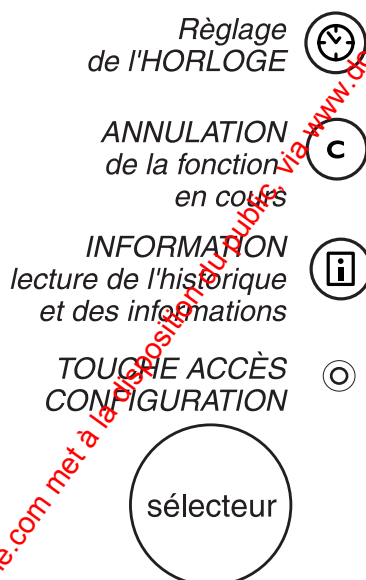 Règlage
de l'HORLOGE
ANNULATION
de la fonction
en cours
C
INFORMATION
lecture de l'historique
et des informations
i
TOUCHE ACCÈS
CONFIGURATION
sélecteur
e.com met à la disposition du public, via www.do